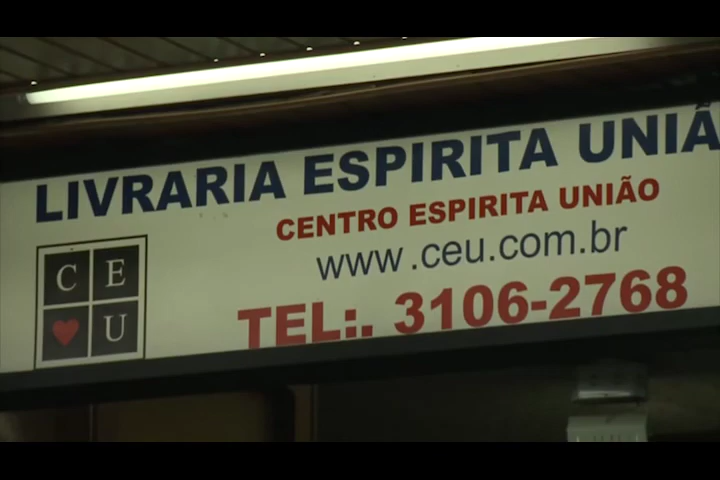 LIVRARIA ESPIRITA UNIÃ
CENTRO ESPIRITA UNIÃO
www.ceu.com.br
TEL:. 3106-2768
C E
U